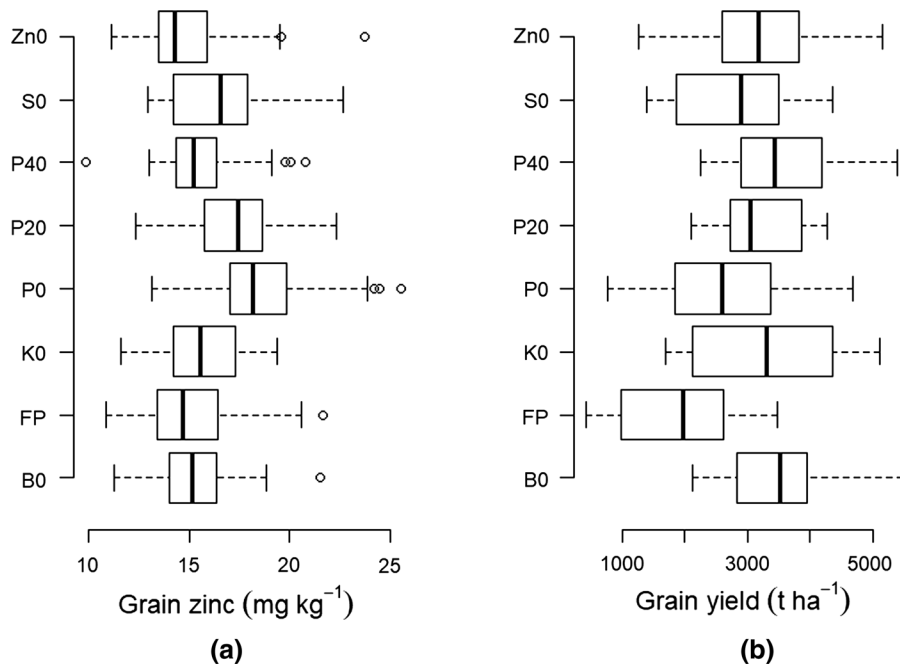 Zn0
S0
P40
P20
P0
K0
FP
B0
10 15 20 25
Grain zinc (mg kg⁻¹)
(a)
Zn0
S0
P40
P20
P0
K0
FP
B0
1000 3000 5000
Grain yield (t ha⁻¹)
(b)